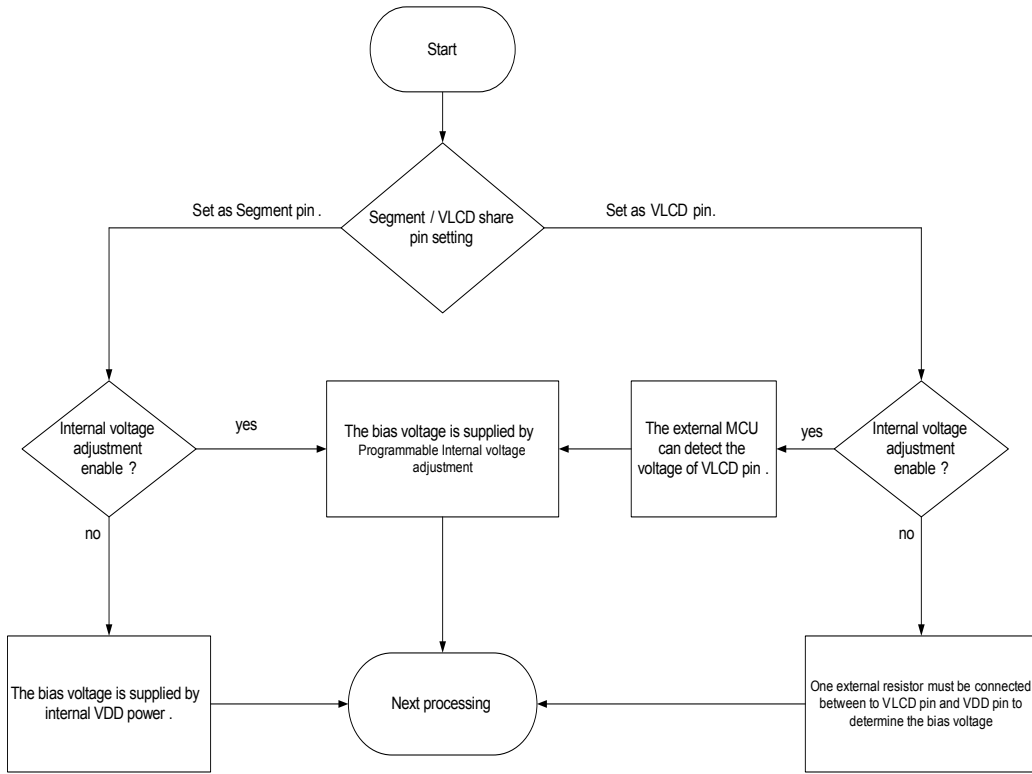 Start
Segment / VLCD share
pin setting
Set as Segment pin .
Set as VLCD pin.
Internal voltage
adjustment
enable ?
yes
The bias voltage is supplied by
Programmable Internal voltage
adjustment
The external MCU
can detect the
voltage of VLCD pin .
yes
Internal voltage
adjustment
enable ?
no
no
The bias voltage is supplied by
internal VDD power .
Next processing
One external resistor must be connected
between to VLCD pin and VDD pin to
determine the bias voltage